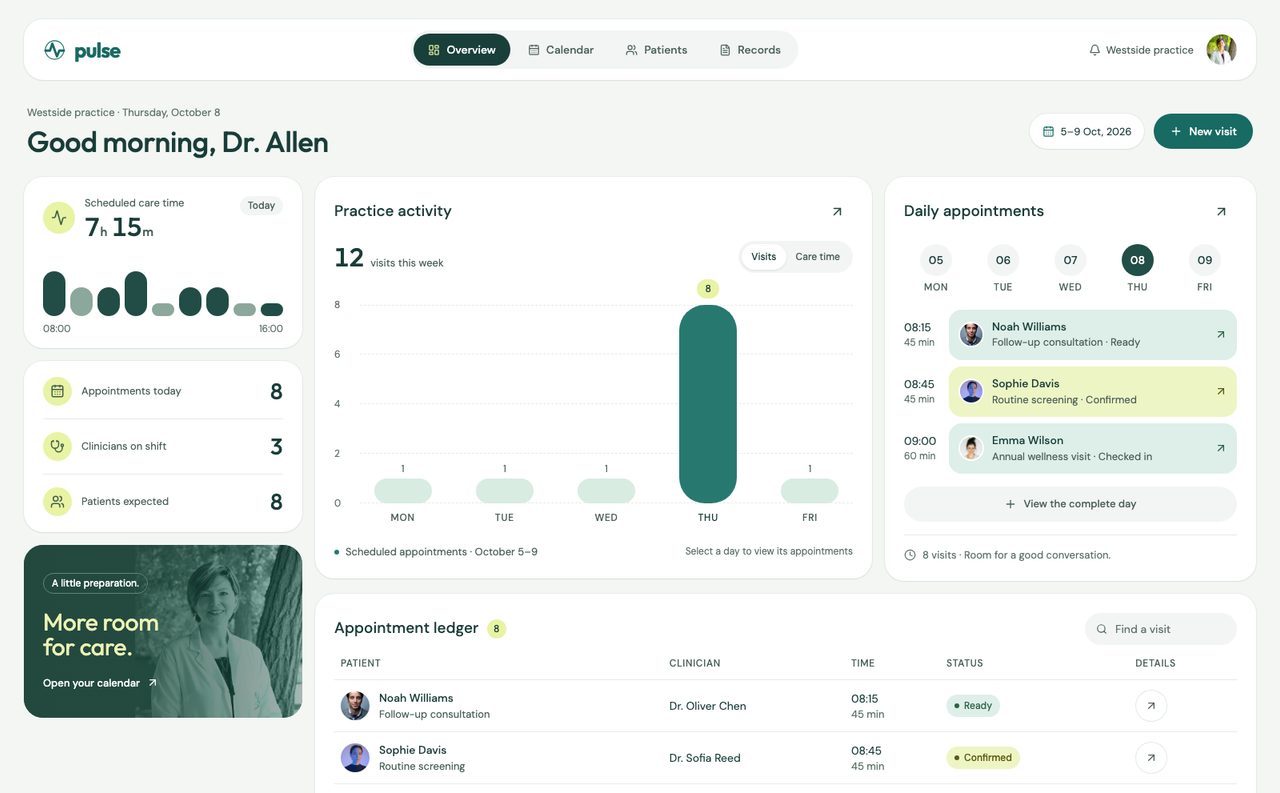 pulse
Overview
Calendar
Patients
Records
Westside practice
Westside practice · Thursday, October 8
Good morning, Dr. Allen
5–9 Oct, 2026
New visit
Scheduled care time
7h 15m
Today
08:00
16:00
Appointments today
8
Clinicians on shift
3
Patients expected
8
A little preparation.
More room
for care.
Open your calendar
Practice activity
12 visits this week
Visits
Care time
8
6
4
2
0
1
1
1
8
1
MON
TUE
WED
THU
FRI
Scheduled appointments · October 5–9
Select a day to view its appointments
Daily appointments
05
06
07
08
09
MON
TUE
WED
THU
FRI
08:15
45 min
Noah Williams
Follow-up consultation · Ready
08:45
45 min
Sophie Davis
Routine screening · Confirmed
09:00
60 min
Emma Wilson
Annual wellness visit · Checked in
View the complete day
8 visits · Room for a good conversation.
Appointment ledger 8
Find a visit
PATIENT
CLINICIAN
TIME
STATUS
DETAILS
Noah Williams
Follow-up consultation
Dr. Oliver Chen
08:15
45 min
Ready
Sophie Davis
Routine screening
Dr. Sofia Reed
08:45
45 min
Confirmed